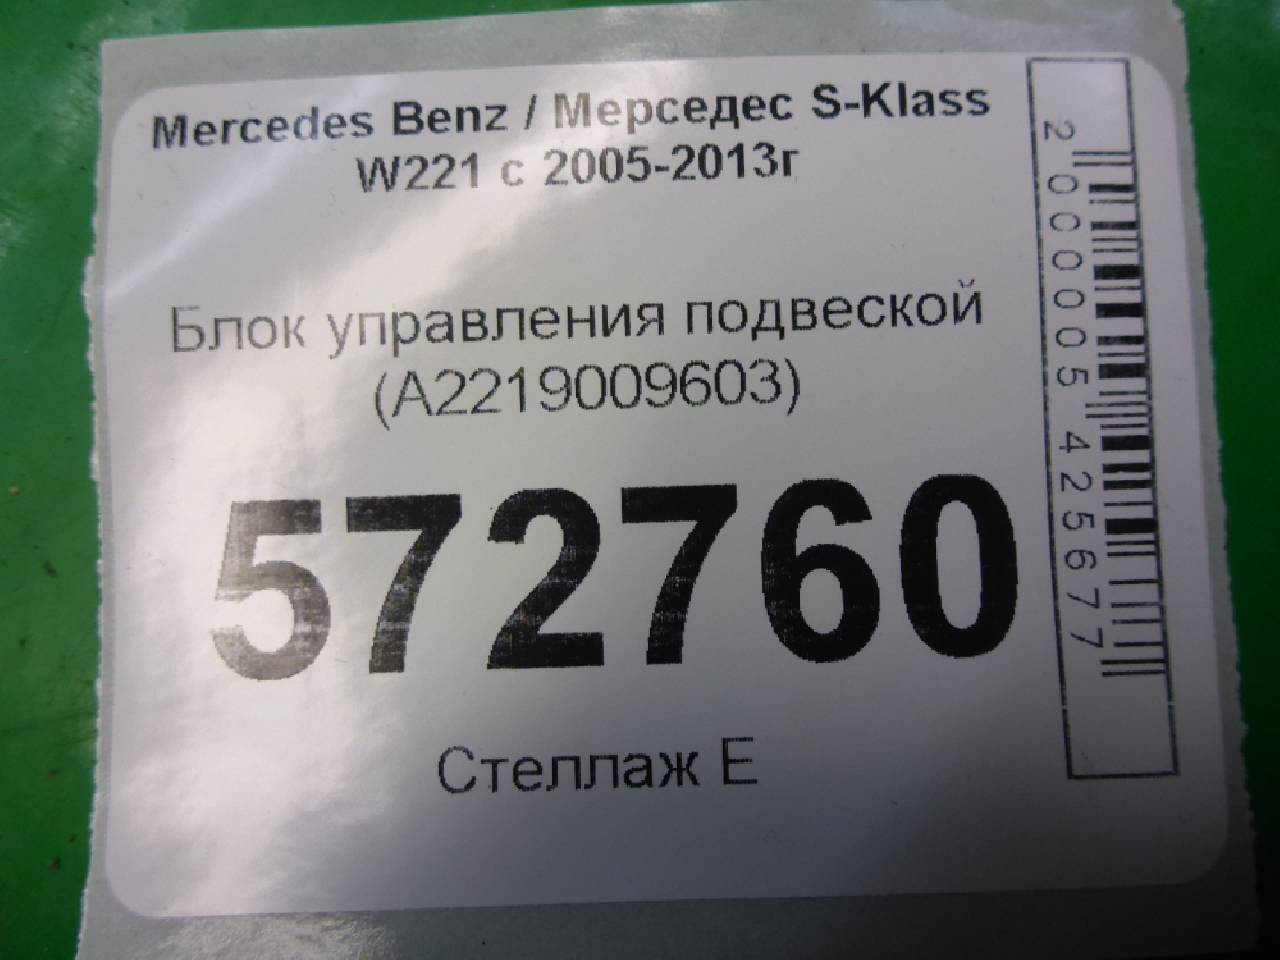 Mercedes Benz / Мерседес S-Klass
W221 с 2005-2013г
Блок управления подвеской
(A2219009603)
572760
Стеллаж E
2000005425677